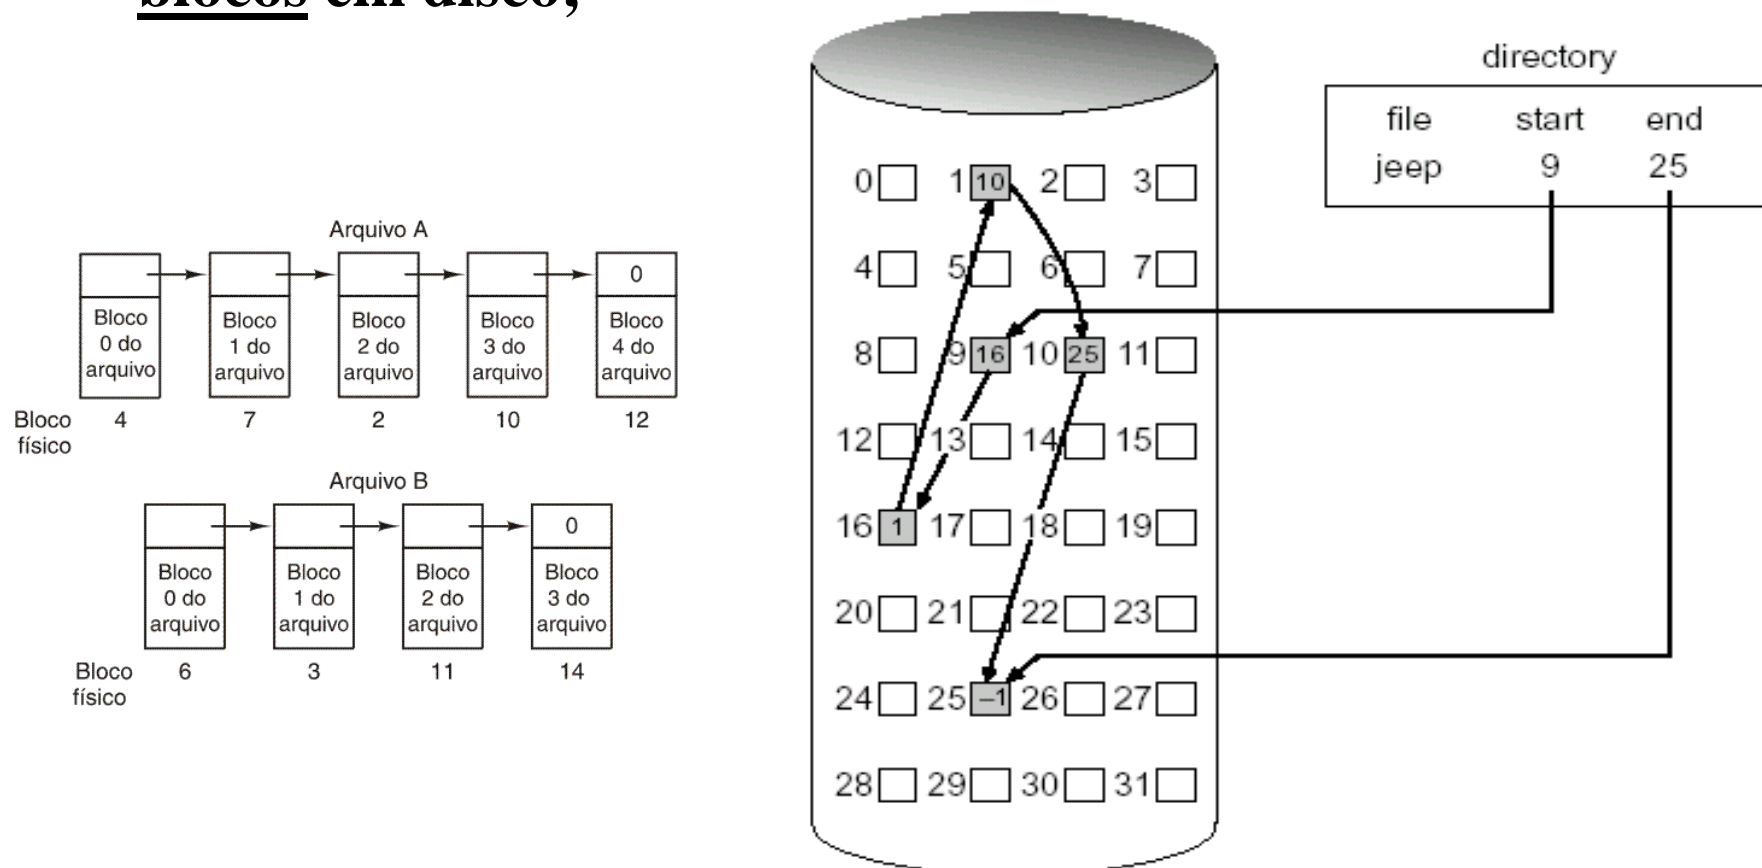 blocos em disco;
Arquivo A
0
Bloco Bloco Bloco Bloco Bloco
0 do 1 do 2 do 3 do 4 do
arquivo arquivo arquivo arquivo arquivo
Bloco 4 7 2 10 12
físico
Arquivo B
0
Bloco Bloco Bloco Bloco
0 do 1 do 2 do 3 do
arquivo arquivo arquivo arquivo
Bloco 6 3 11 14
físico
0 1 10 2 3
4 5 6 7
8 9 16 10 25 11
12 13 14 15
16 1 17 18 19
20 21 22 23
24 25 –1 26 27
28 29 30 31
directory
file start end
jeep 9 25